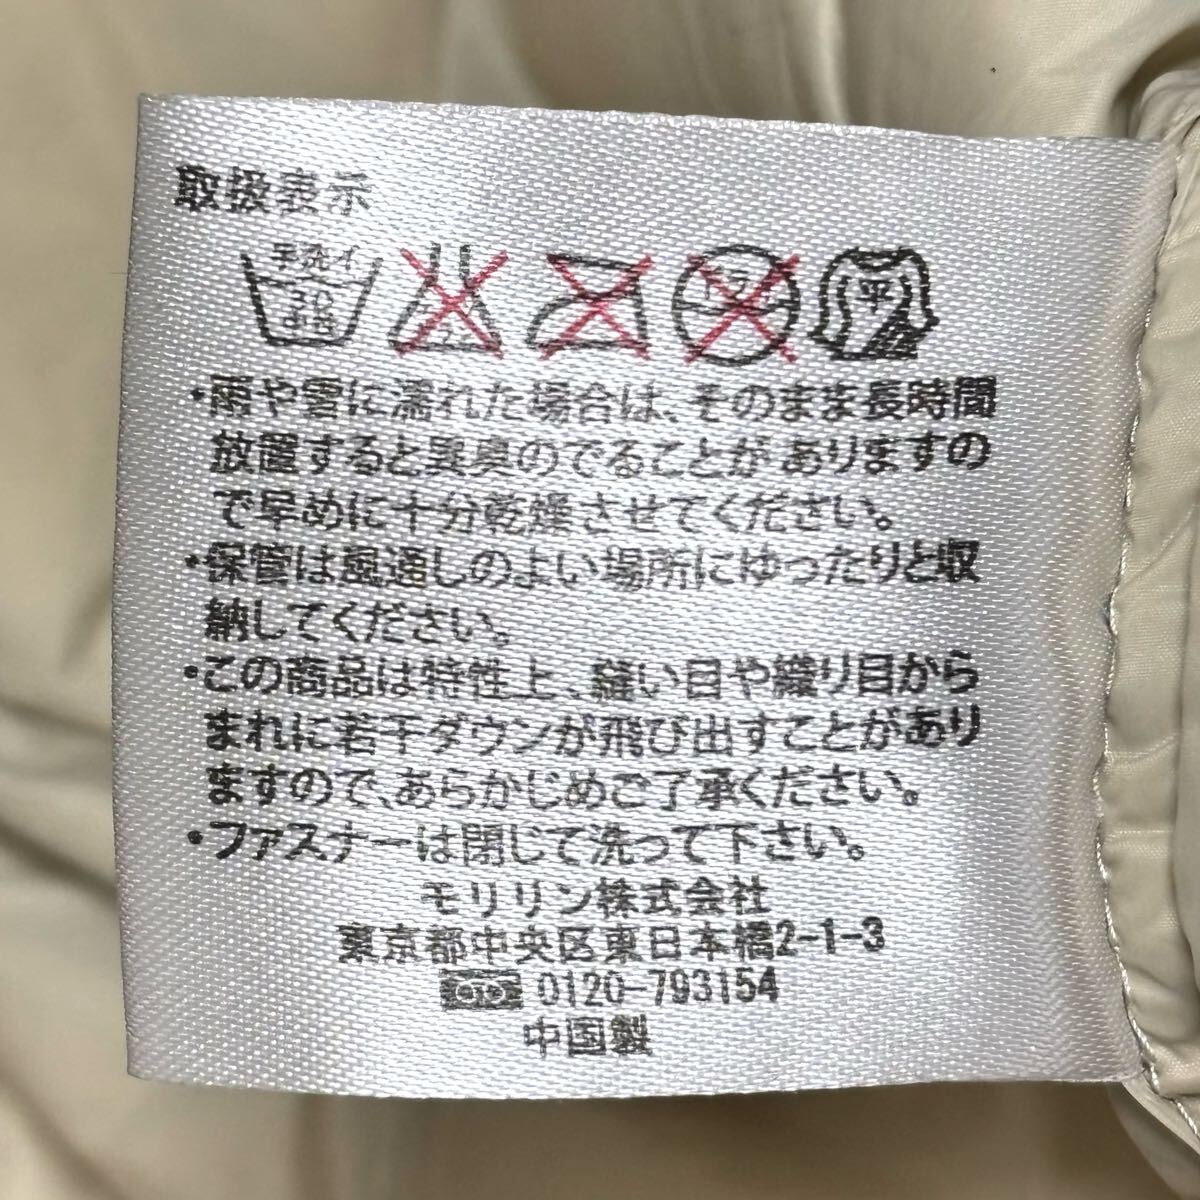 取扱表示
手洗イ
30
平
・雨や雪に濡れた場合は、そのまま長時間
放置すると異臭のでることがありますの
で早めに十分乾燥させてください。
・保管は風通しのよい場所にゆったりと収
納してください。
・この商品は特性上、縫い目や織り目から
まれに若干ダウンが飛び出すことがあり
ますので、あらかじめご了承ください。
・ファスナーは閉じて洗って下さい。
モリリン株式会社
東京都中央区東日本橋2-1-3
0120-793154
中国製